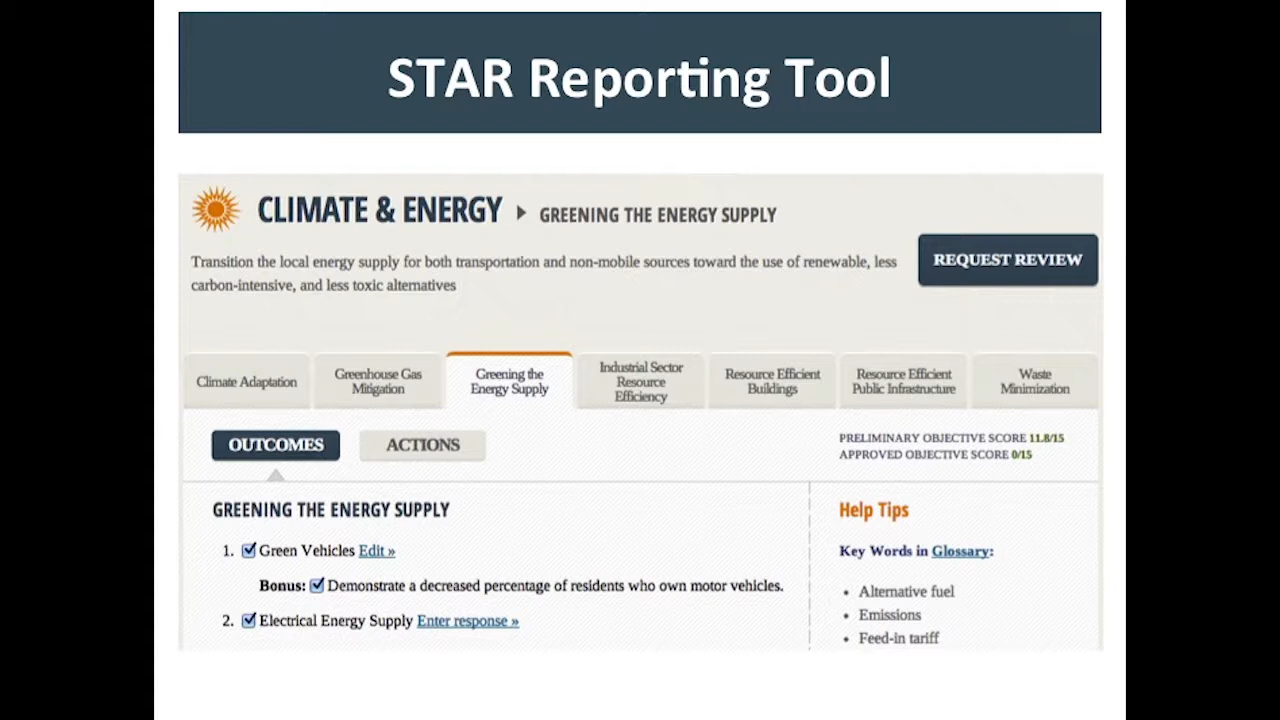 STAR Reporting Tool
CLIMATE & ENERGY ▸ GREENING THE ENERGY SUPPLY
Transition the local energy supply for both transportation and non-mobile sources toward the use of renewable, less
carbon-intensive, and less toxic alternatives
REQUEST REVIEW
Climate Adaptation
Greenhouse Gas
Mitigation
Greening the
Energy Supply
Industrial Sector
Resource
Efficiency
Resource Efficient
Buildings
Resource Efficient
Public Infrastructure
Waste
Minimization
OUTCOMES
ACTIONS
PRELIMINARY OBJECTIVE SCORE 11.8/15
APPROVED OBJECTIVE SCORE 0/15
GREENING THE ENERGY SUPPLY
1. Green Vehicles Edit »
Bonus: Demonstrate a decreased percentage of residents who own motor vehicles.
2. Electrical Energy Supply Enter response »
Help Tips
Key Words in Glossary:
• Alternative fuel
• Emissions
• Feed-in tariff